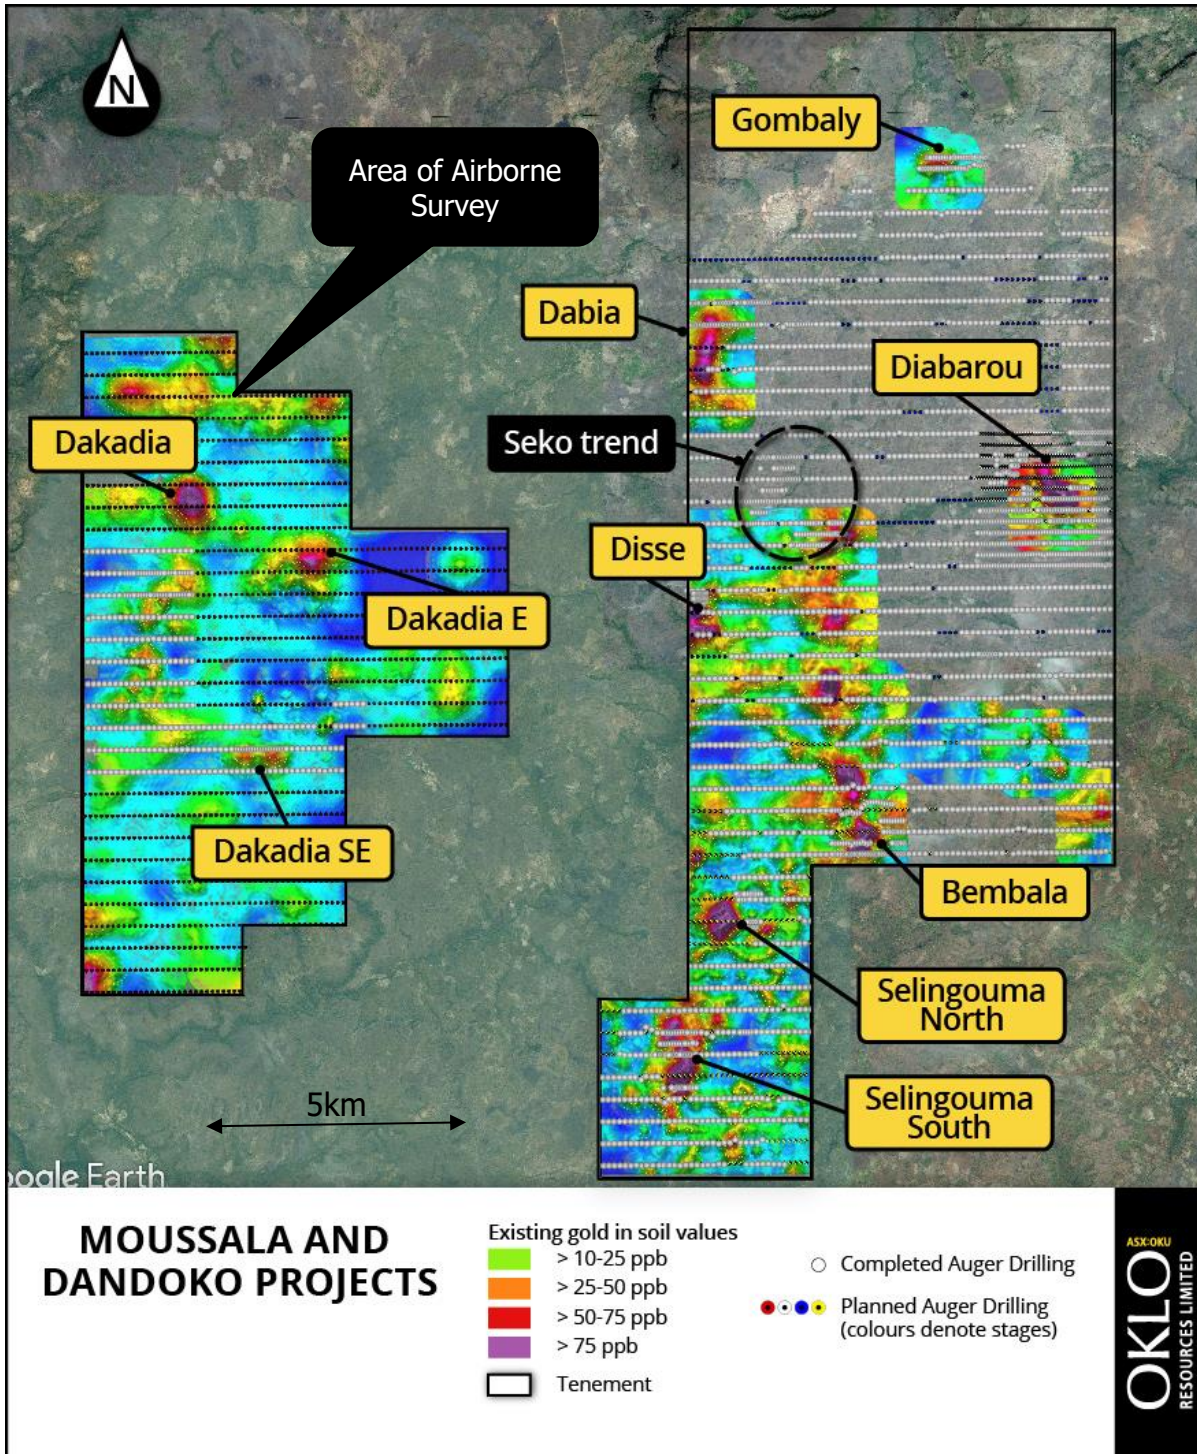 N
Gombaly
Area of Airborne
Survey
Dabia
Diabarou
Dakadia
Seko trend
Disse
Dakadia E
Dakadia SE
Bembala
Selingouma
North
5km
Selingouma
South
oogle Earth
MOUSSALA AND
DANDOKO PROJECTS
Existing gold in soil values
> 10-25 ppb
> 25-50 ppb
> 50-75 ppb
> 75 ppb
Tenement
Completed Auger Drilling
Planned Auger Drilling
(colours denote stages)
ASX:OKU
OKLO
RESOURCES LIMITED